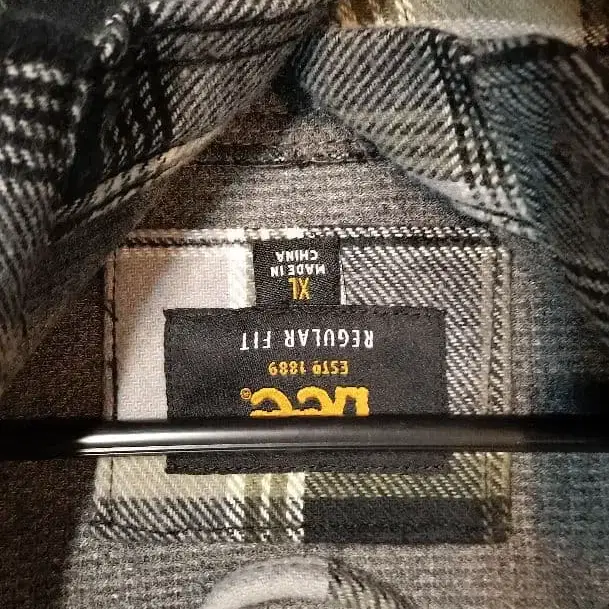 Lee®
ESTD 1889
REGULAR FIT
XL
MADE IN
CHINA